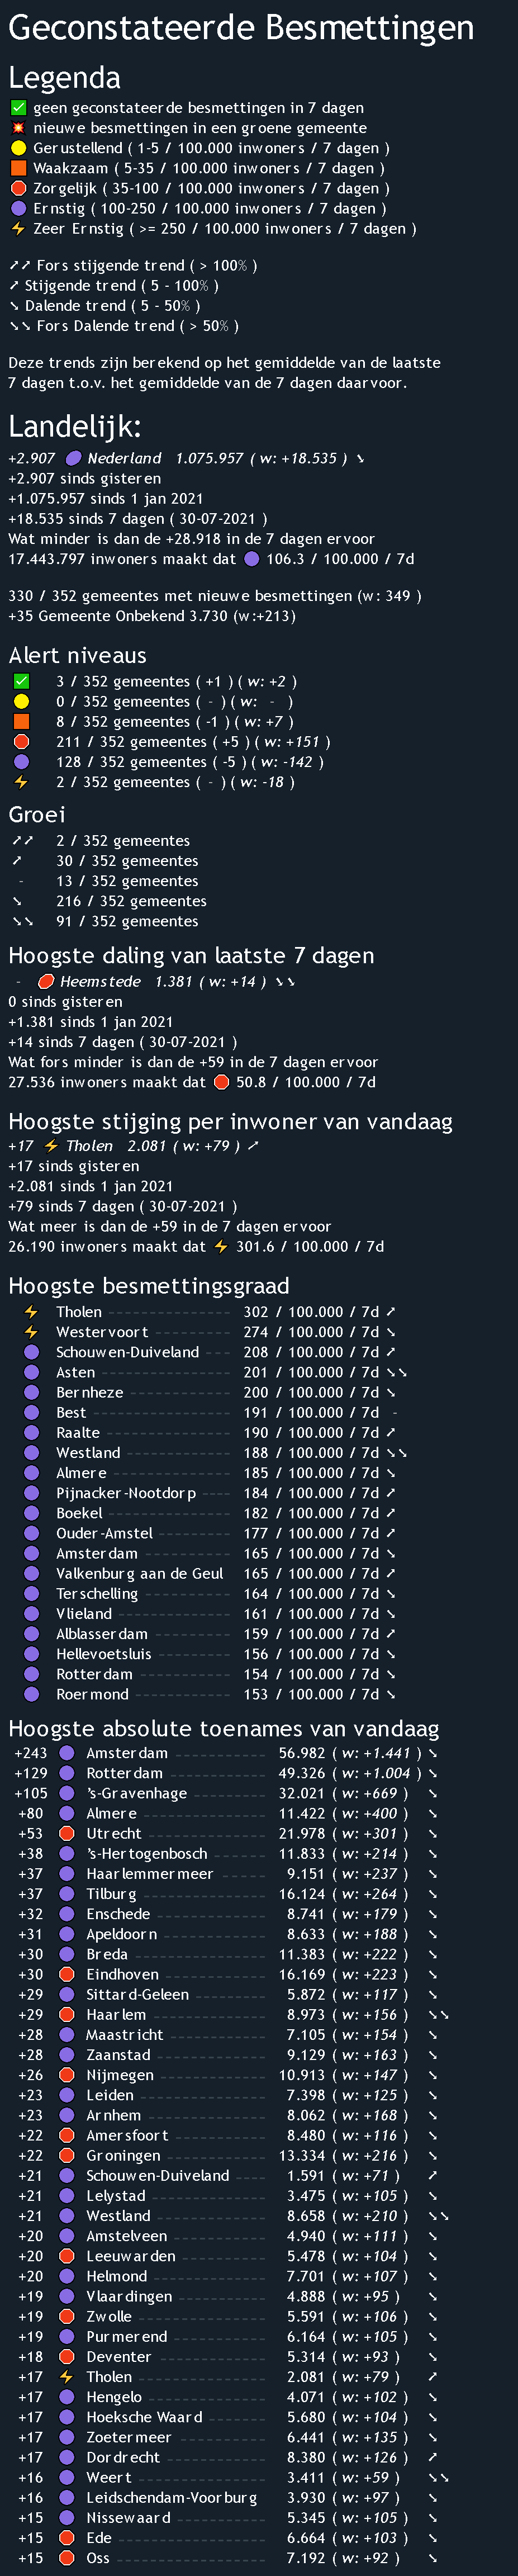 Geconstateerde Besmettingen
Legenda
✅ geen geconstateerde besmettingen in 7 dagen
💥 nieuwe besmettingen in een groene gemeente
🟡 Gerustellend ( 1-5 / 100.000 inwoners / 7 dagen )
🟧 Waakzaam ( 5-35 / 100.000 inwoners / 7 dagen )
🛑 Zorgelijk ( 35-100 / 100.000 inwoners / 7 dagen )
🟣 Ernstig ( 100-250 / 100.000 inwoners / 7 dagen )
⚡ Zeer Ernstig ( >= 250 / 100.000 inwoners / 7 dagen )
↗↗ Fors stijgende trend ( > 100% )
↗ Stijgende trend ( 5 - 100% )
↘ Dalende trend ( 5 - 50% )
↘↘ Fors Dalende trend ( > 50% )
Deze trends zijn berekend op het gemiddelde van de laatste
7 dagen t.o.v. het gemiddelde van de 7 dagen daarvoor.
Landelijk:
+2.907 🟣 Nederland 1.075.957 ( w: +18.535 ) ↘
+2.907 sinds gisteren
+1.075.957 sinds 1 jan 2021
+18.535 sinds 7 dagen ( 30-07-2021 )
Wat minder is dan de +28.918 in de 7 dagen ervoor
17.443.797 inwoners maakt dat 🟣 106.3 / 100.000 / 7d
330 / 352 gemeentes met nieuwe besmettingen (w: 349 )
+35 Gemeente Onbekend 3.730 (w:+213)
Alert niveaus
✅ 3 / 352 gemeentes ( +1 ) ( w: +2 )
🟡 0 / 352 gemeentes ( - ) ( w: - )
🟧 8 / 352 gemeentes ( -1 ) ( w: +7 )
🛑 211 / 352 gemeentes ( +5 ) ( w: +151 )
🟣 128 / 352 gemeentes ( -5 ) ( w: -142 )
⚡ 2 / 352 gemeentes ( - ) ( w: -18 )
Groei
↗↗ 2 / 352 gemeentes
↗ 30 / 352 gemeentes
- 13 / 352 gemeentes
↘ 216 / 352 gemeentes
↘↘ 91 / 352 gemeentes
Hoogste daling van laatste 7 dagen
- 🛑 Heemstede 1.381 ( w: +14 ) ↘↘
0 sinds gisteren
+1.381 sinds 1 jan 2021
+14 sinds 7 dagen ( 30-07-2021 )
Wat fors minder is dan de +59 in de 7 dagen ervoor
27.536 inwoners maakt dat 🛑 50.8 / 100.000 / 7d
Hoogste stijging per inwoner van vandaag
+17 ⚡ Tholen 2.081 ( w: +79 ) ↗
+17 sinds gisteren
+2.081 sinds 1 jan 2021
+79 sinds 7 dagen ( 30-07-2021 )
Wat meer is dan de +59 in de 7 dagen ervoor
26.190 inwoners maakt dat ⚡ 301.6 / 100.000 / 7d
Hoogste besmettingsgraad
⚡ Tholen 302 / 100.000 / 7d ↗
⚡ Westervoort 274 / 100.000 / 7d ↘
🟣 Schouwen-Duiveland 208 / 100.000 / 7d ↗
🟣 Asten 201 / 100.000 / 7d ↘↘
🟣 Bernheze 200 / 100.000 / 7d ↘
🟣 Best 191 / 100.000 / 7d -
🟣 Raalte 190 / 100.000 / 7d ↗
🟣 Westland 188 / 100.000 / 7d ↘↘
🟣 Almere 185 / 100.000 / 7d ↘
🟣 Pijnacker-Nootdorp 184 / 100.000 / 7d ↗
🟣 Boekel 182 / 100.000 / 7d ↗
🟣 Ouder-Amstel 177 / 100.000 / 7d ↗
🟣 Amsterdam 165 / 100.000 / 7d ↘
🟣 Valkenburg aan de Geul 165 / 100.000 / 7d ↗
🟣 Terschelling 164 / 100.000 / 7d ↘
🟣 Vlieland 161 / 100.000 / 7d ↘
🟣 Alblasserdam 159 / 100.000 / 7d ↗
🟣 Hellevoetsluis 156 / 100.000 / 7d ↘
🟣 Rotterdam 154 / 100.000 / 7d ↘
🟣 Roermond 153 / 100.000 / 7d ↘
Hoogste absolute toenames van vandaag
+243 🟣 Amsterdam 56.982 ( w: +1.441 ) ↘
+129 🟣 Rotterdam 49.326 ( w: +1.004 ) ↘
+105 🟣 's-Gravenhage 32.021 ( w: +669 ) ↘
+80 🟣 Almere 11.422 ( w: +400 ) ↘
+53 🛑 Utrecht 21.978 ( w: +301 ) ↘
+38 🟣 's-Hertogenbosch 11.833 ( w: +214 ) ↘
+37 🟣 Haarlemmermeer 9.151 ( w: +237 ) ↘
+37 🟣 Tilburg 16.124 ( w: +264 ) ↘
+32 🟣 Enschede 8.741 ( w: +179 ) ↘
+31 🟣 Apeldoorn 8.633 ( w: +188 ) ↘
+30 🟣 Breda 11.383 ( w: +222 ) ↘
+30 🛑 Eindhoven 16.169 ( w: +223 ) ↘
+29 🟣 Sittard-Geleen 5.872 ( w: +117 ) ↘
+29 🛑 Haarlem 8.973 ( w: +156 ) ↘↘
+28 🟣 Maastricht 7.105 ( w: +154 ) ↘
+28 🟣 Zaanstad 9.129 ( w: +163 ) ↘
+26 🛑 Nijmegen 10.913 ( w: +147 ) ↘
+23 🟣 Leiden 7.398 ( w: +125 ) ↘
+23 🟣 Arnhem 8.062 ( w: +168 ) ↘
+22 🛑 Amersfoort 8.480 ( w: +116 ) ↘
+22 🛑 Groningen 13.334 ( w: +216 ) ↘
+21 🟣 Schouwen-Duiveland 1.591 ( w: +71 ) ↗
+21 🟣 Lelystad 3.475 ( w: +105 ) ↘
+21 🟣 Westland 8.658 ( w: +210 ) ↘↘
+20 🟣 Amstelveen 4.940 ( w: +111 ) ↘
+20 🛑 Leeuwarden 5.478 ( w: +104 ) ↘
+20 🟣 Helmond 7.701 ( w: +107 ) ↘
+19 🟣 Vlaardingen 4.888 ( w: +95 ) ↘
+19 🛑 Zwolle 5.591 ( w: +106 ) ↘
+19 🟣 Purmerend 6.164 ( w: +105 ) ↘
+18 🛑 Deventer 5.314 ( w: +93 ) ↘
+17 ⚡ Tholen 2.081 ( w: +79 ) ↗
+17 🟣 Hengelo 4.071 ( w: +102 ) ↘
+17 🟣 Hoeksche Waard 5.680 ( w: +104 ) ↘
+17 🟣 Zoetermeer 6.441 ( w: +135 ) ↘
+17 🟣 Dordrecht 8.380 ( w: +126 ) ↗
+16 🟣 Weert 3.411 ( w: +59 ) ↘↘
+16 🟣 Leidschendam-Voorburg 3.930 ( w: +97 ) ↘
+15 🟣 Nissewaard 5.345 ( w: +105 ) ↘
+15 🛑 Ede 6.664 ( w: +103 ) ↘
+15 🛑 Oss 7.192 ( w: +92 ) ↘